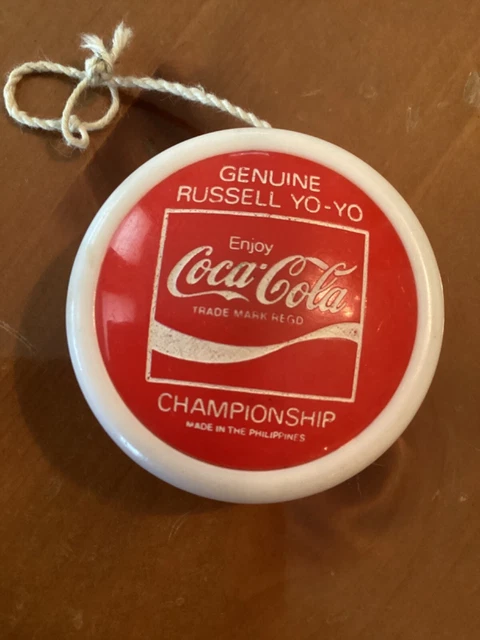 GENUINE
RUSSELL YO-YO
Enjoy
Coca-Cola
TRADE MARK REGD
CHAMPIONSHIP
MADE IN THE PHILIPPINES